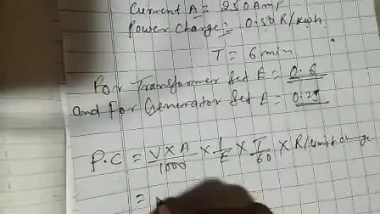 Current A = 250 Amp
Power Charge = 0.50 R/kwh
T = 6 min
For Transformer Set E = 0.6
And For Generator Set E = 0.25
P.C = V×A/1000 × 1/E × T/60 × R/unit charge
=